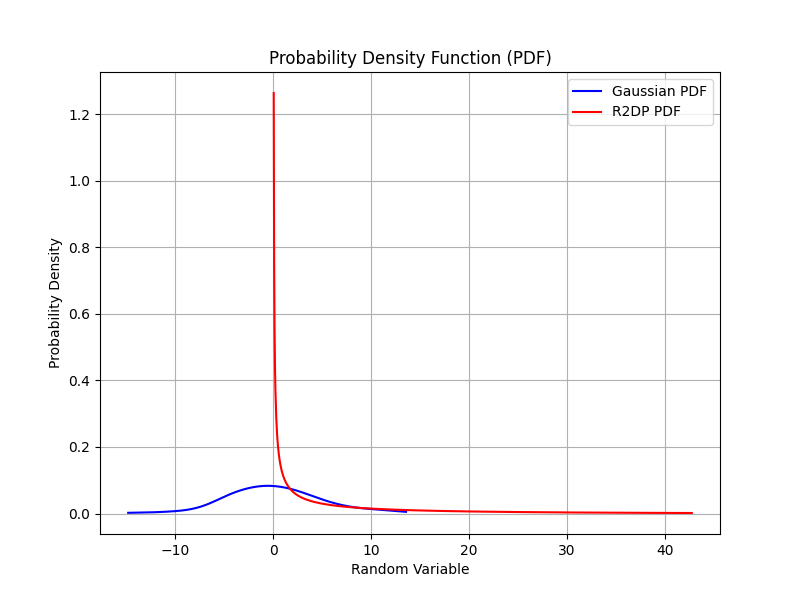 Probability Density Function (PDF)
Gaussian PDF
R2DP PDF
Probability Density
1.2
1.0
0.8
0.6
0.4
0.2
0.0
−10
0
10
20
30
40
Random Variable